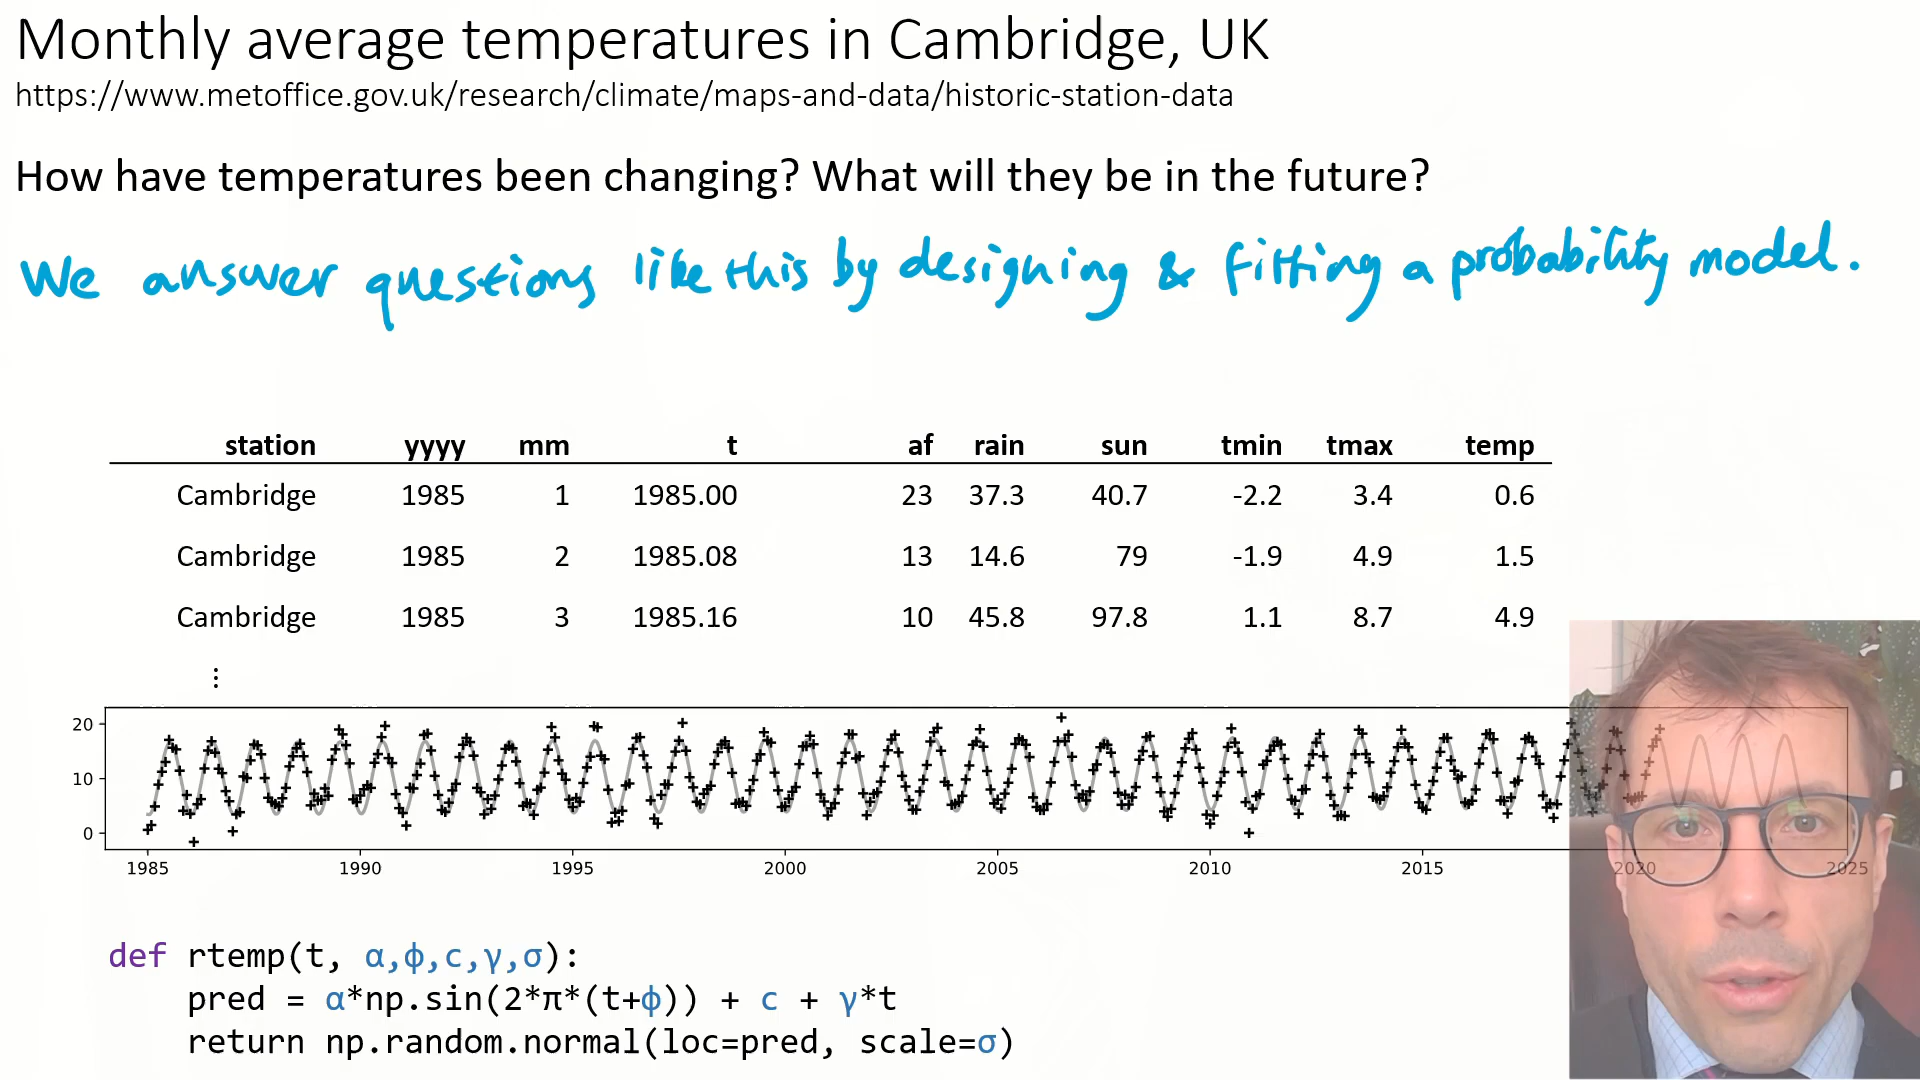 Monthly average temperatures in Cambridge, UK
https://www.metoffice.gov.uk/research/climate/maps-and-data/historic-station-data
How have temperatures been changing? What will they be in the future?
We answer questions like this by designing & fitting a probability model.
station yyyy mm t af rain sun tmin tmax temp
Cambridge 1985 1 1985.00 23 37.3 40.7 -2.2 3.4 0.6
Cambridge 1985 2 1985.08 13 14.6 79 -1.9 4.9 1.5
Cambridge 1985 3 1985.16 10 45.8 97.8 1.1 8.7 4.9
⋮
20
10
0
1985 1990 1995 2000 2005 2010 2015 2020 2025
def rtemp(t, α,ϕ,c,γ,σ):
pred = α*np.sin(2*π*(t+ϕ)) + c + γ*t
return np.random.normal(loc=pred, scale=σ)